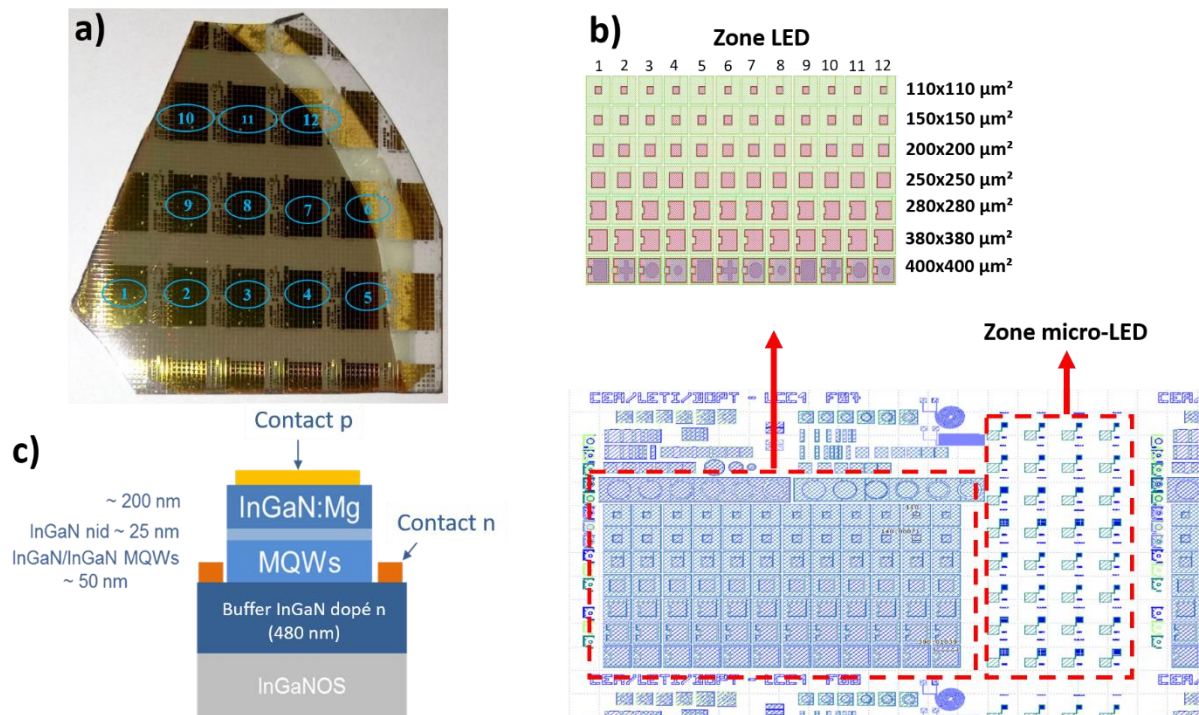 a)
10 11 12
9 8 7 6
1 2 3 4 5
b)
Zone LED
1 2 3 4 5 6 7 8 9 10 11 12
110x110 µm²
150x150 µm²
200x200 µm²
250x250 µm²
280x280 µm²
380x380 µm²
400x400 µm²
Zone micro-LED
CEA/LETI/DOPT - LCC1 F07
c)
Contact p
~ 200 nm
InGaN:Mg
Contact n
InGaN nid ~ 25 nm
InGaN/InGaN MQWs
~ 50 nm
MQWs
Buffer InGaN dopé n
(480 nm)
InGaNOS